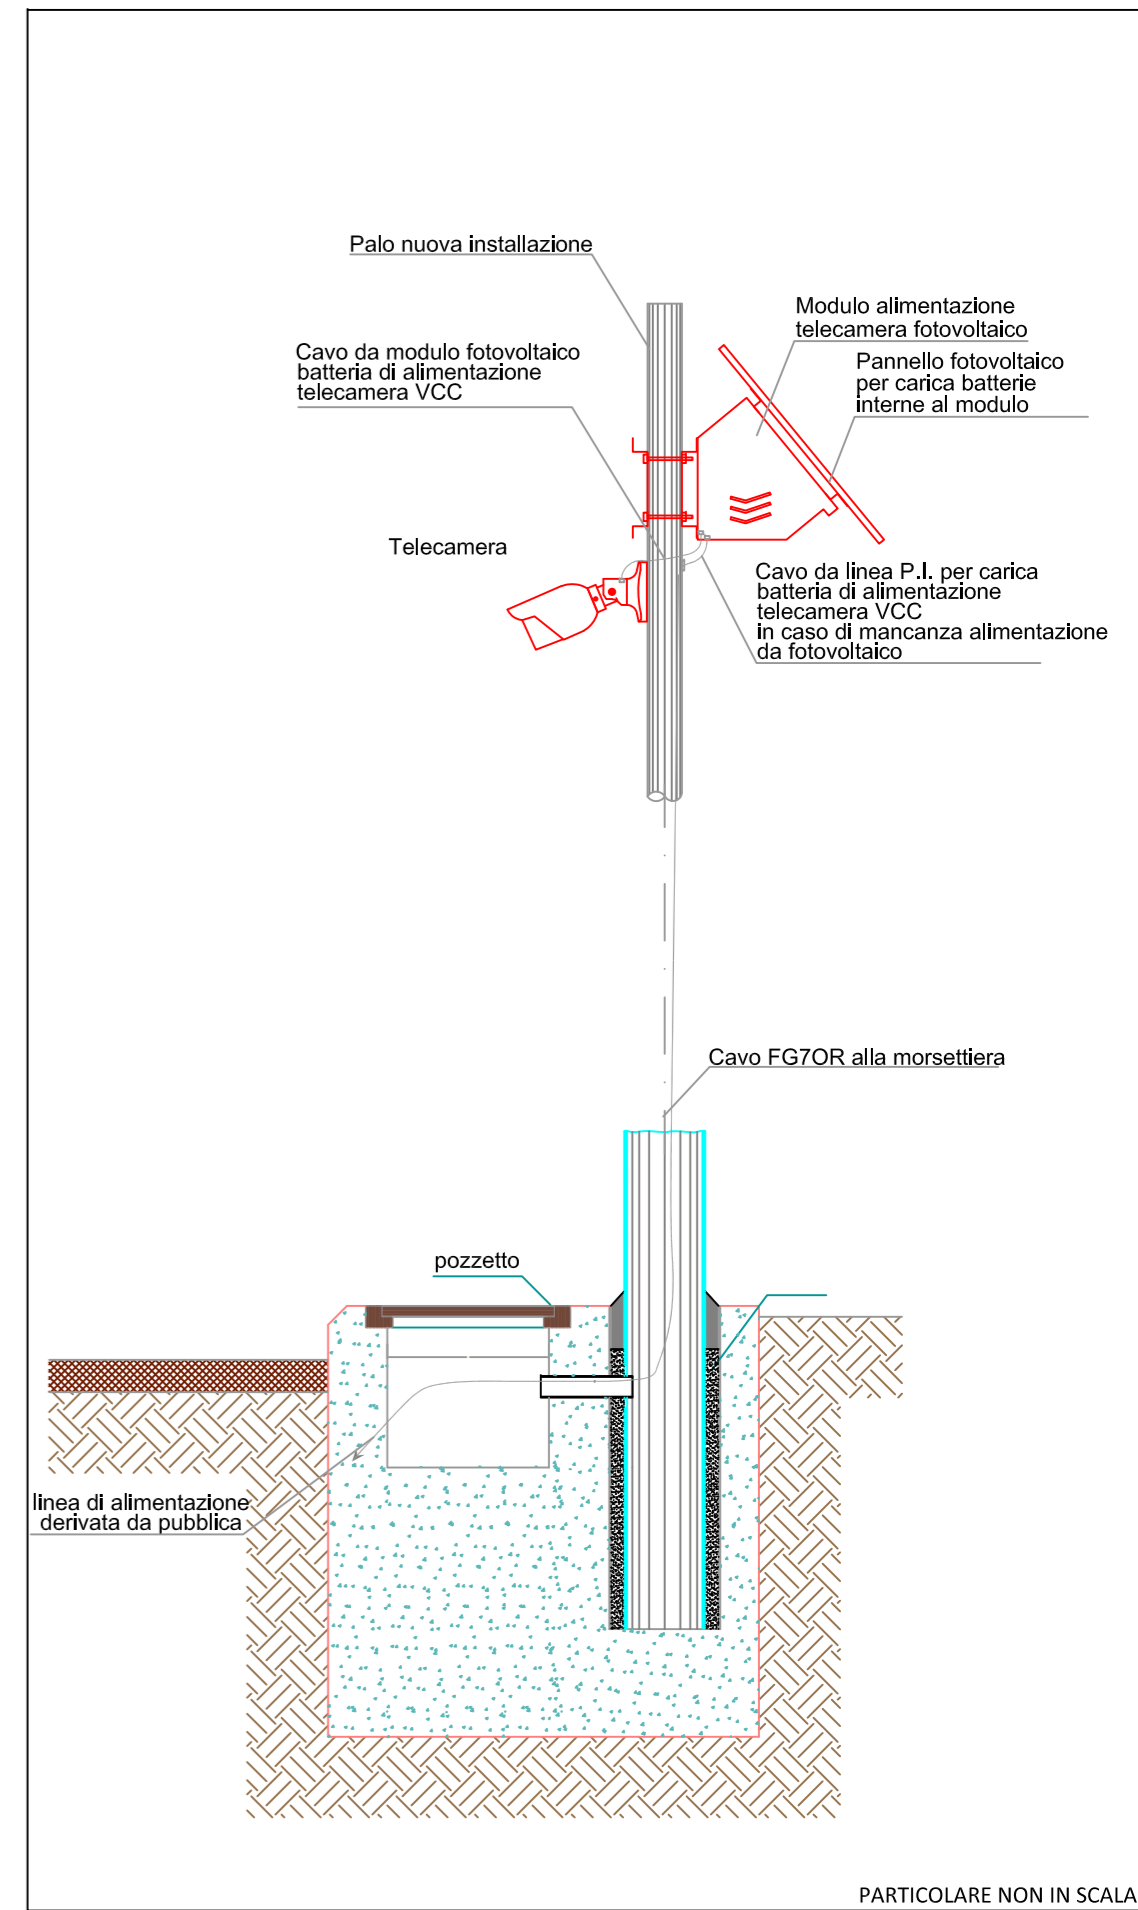 Palo nuova installazione
Modulo alimentazione
telecamera fotovoltaico
Cavo da modulo fotovoltaico
batteria di alimentazione
telecamera VCC
Pannello fotovoltaico
per carica batterie
interne al modulo
Telecamera
Cavo da linea P.I. per carica
batteria di alimentazione
telecamera VCC
in caso di mancanza alimentazione
da fotovoltaico
Cavo FG7OR alla morsettiera
pozzetto
linea di alimentazione
derivata da pubblica
PARTICOLARE NON IN SCALA